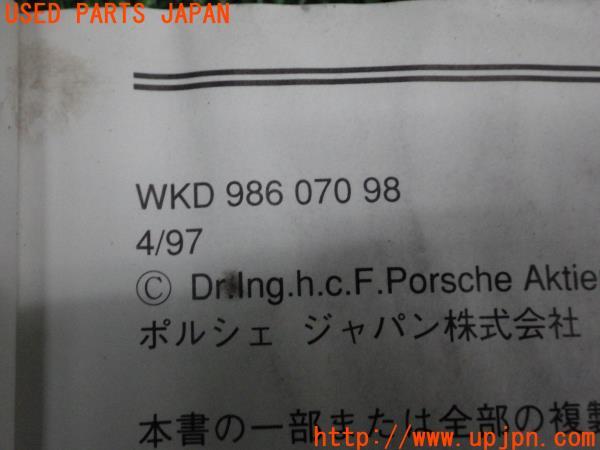 USED PARTS JAPAN
WKD 986 070 98
4/97
© Dr.Ing.h.c.F.Porsche Aktie
ポルシェ ジャパン株式会社
本書の一部または全部の複製
http://www.upjpn.com/